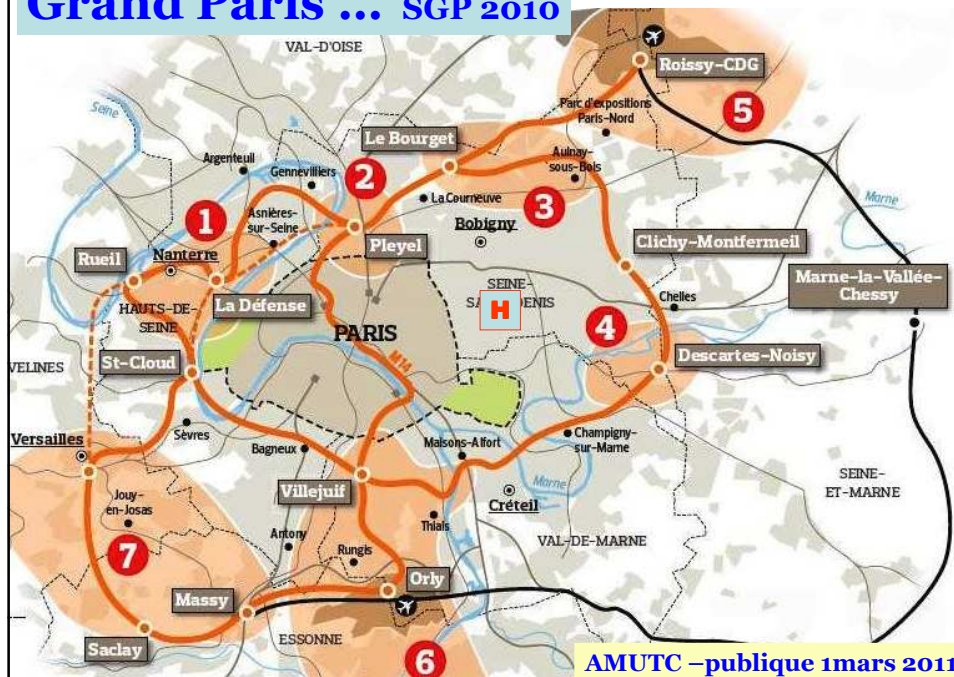 Grand Paris ... SGP 2010
VAL-D'OISE
Roissy-CDG
Seine
Parc d'expositions
Paris-Nord
5
Le Bourget
Argenteuil
Gennevilliers
2
Aulnay-
sous-Bois
La Courneuve
3
Marne
1
Asnières-
sur-Seine
Bobigny
Pleyel
Clichy-Montfermeil
Rueil
Nanterre
Marne-la-Vallée-
Chessy
La Défense
SEINE-
SAINT-DENIS
H
Chelles
HAUTS-DE-
SEINE
PARIS
4
St-Cloud
M14
Descartes-Noisy
VELINES
Sèvres
Versailles
Bagneux
Maisons-Alfort
Champigny-
sur-Marne
Marne
SEINE-
ET-MARNE
Villejuif
Créteil
Jouy-
en-Josas
Thiais
VAL-DE-MARNE
7
Antony
Rungis
Massy
Orly
Saclay
ESSONNE
6
AMUTC –publique 1mars 2011